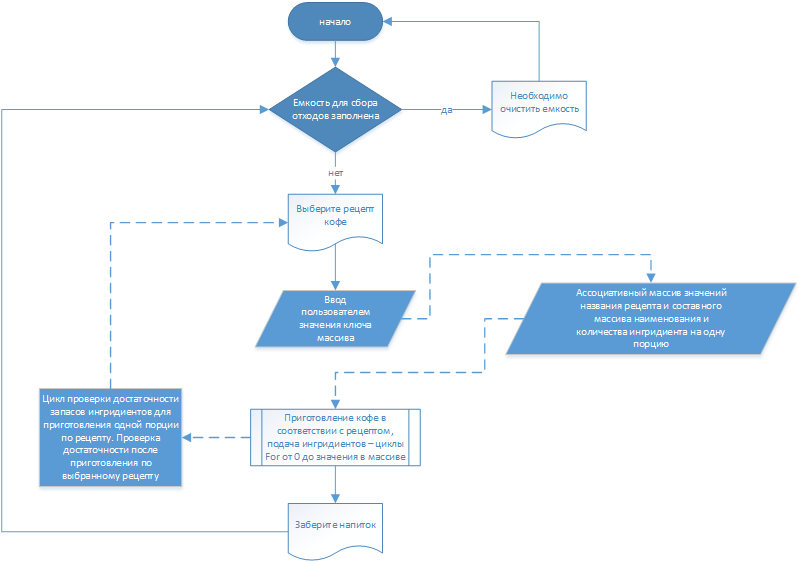 начало
Емкость для сбора
отходов заполнена
да
Необходимо
очистить емкость
нет
Выберите рецепт
кофе
Ввод
пользователем
значения ключа
массива
Ассоциативный массив значений
названия рецепта и составного
массива наименования и
количества ингридиента на одну
порцию
Цикл проверки достаточности
запасов ингридиентов для
приготовления одной порции
по рецепту. Проверка
достаточности после
приготовления по
выбранному рецепту
Приготовление кофе в
соответствии с рецептом,
подача ингридиентов – циклы
For от 0 до значения в массиве
Заберите напиток